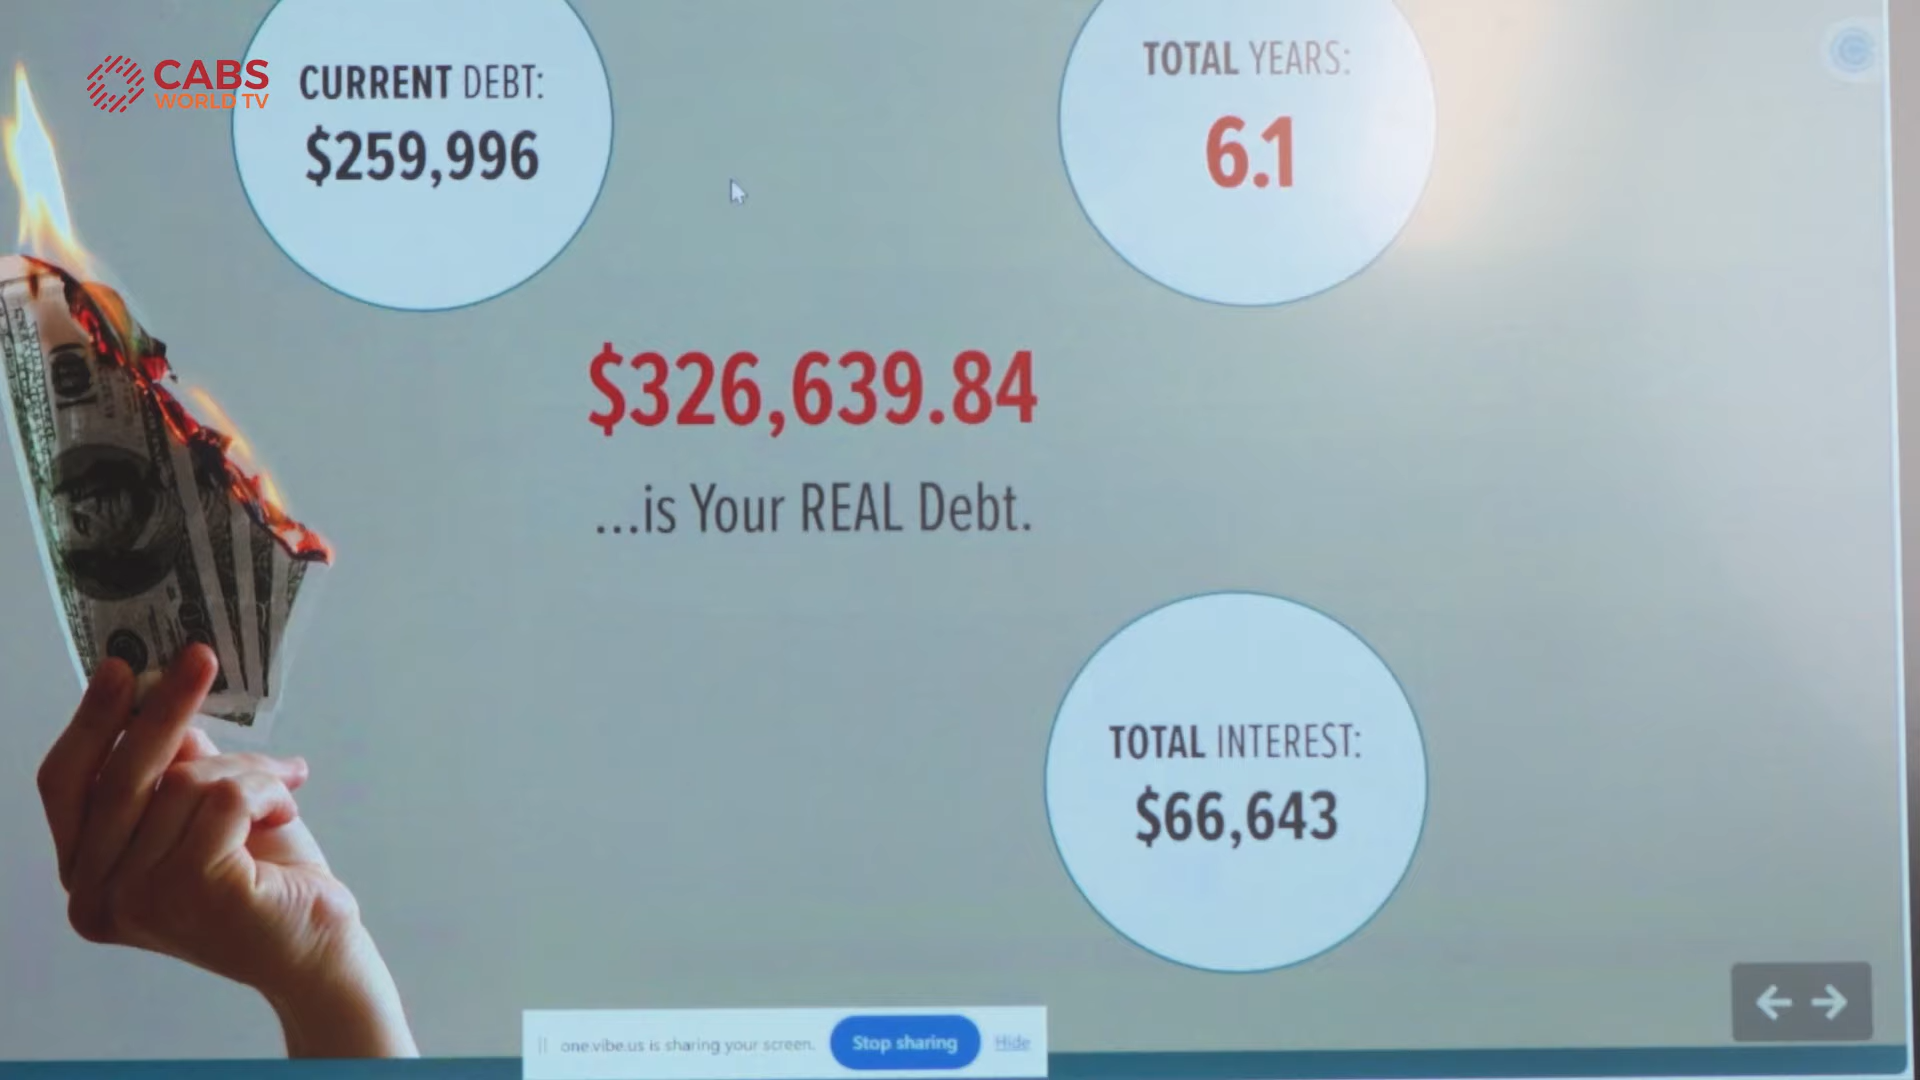 CABS
WORLD TV
CURRENT DEBT:
$259,996
TOTAL YEARS:
6.1
$326,639.84
...is Your REAL Debt.
TOTAL INTEREST:
$66,643
one.vibe.us is sharing your screen.
Stop sharing
Hide